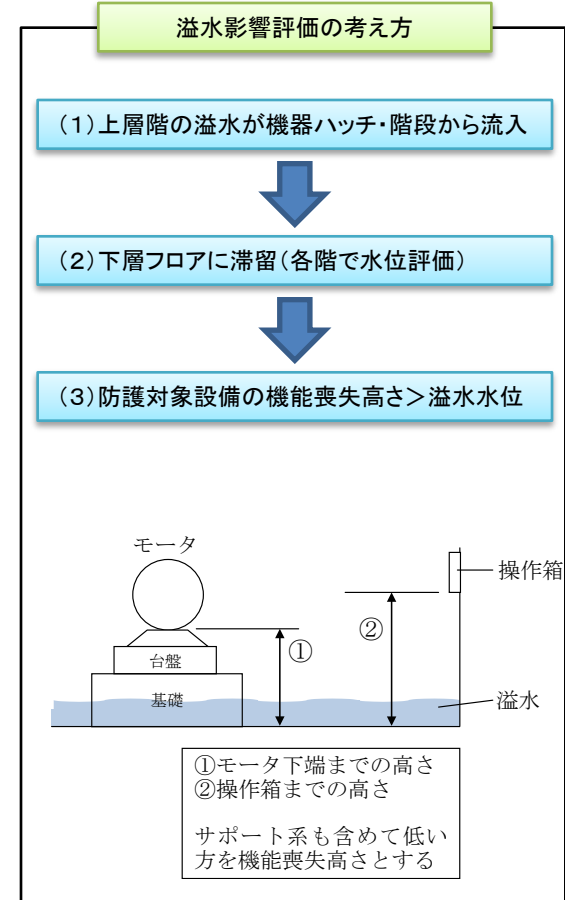 溢水影響評価の考え方
（１）上層階の溢水が機器ハッチ・階段から流入
（２）下層フロアに滞留（各階で水位評価）
（３）防護対象設備の機能喪失高さ＞溢水水位
モータ
操作箱
①
②
台盤
基礎
溢水
①モータ下端までの高さ
②操作箱までの高さ
サポート系も含めて低い
方を機能喪失高さとする